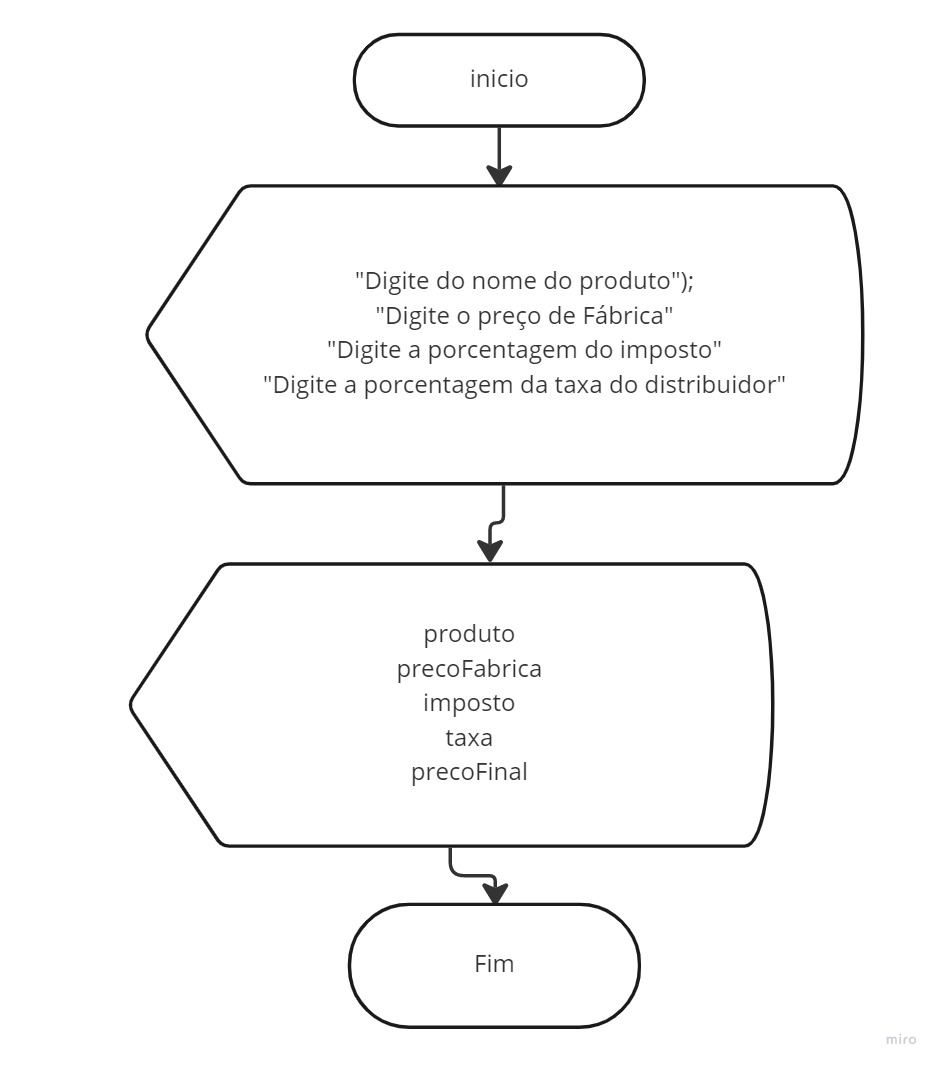 inicio
"Digite do nome do produto");
"Digite o preço de Fábrica"
"Digite a porcentagem do imposto"
"Digite a porcentagem da taxa do distribuidor"
produto
precoFabrica
imposto
taxa
precoFinal
Fim
miro